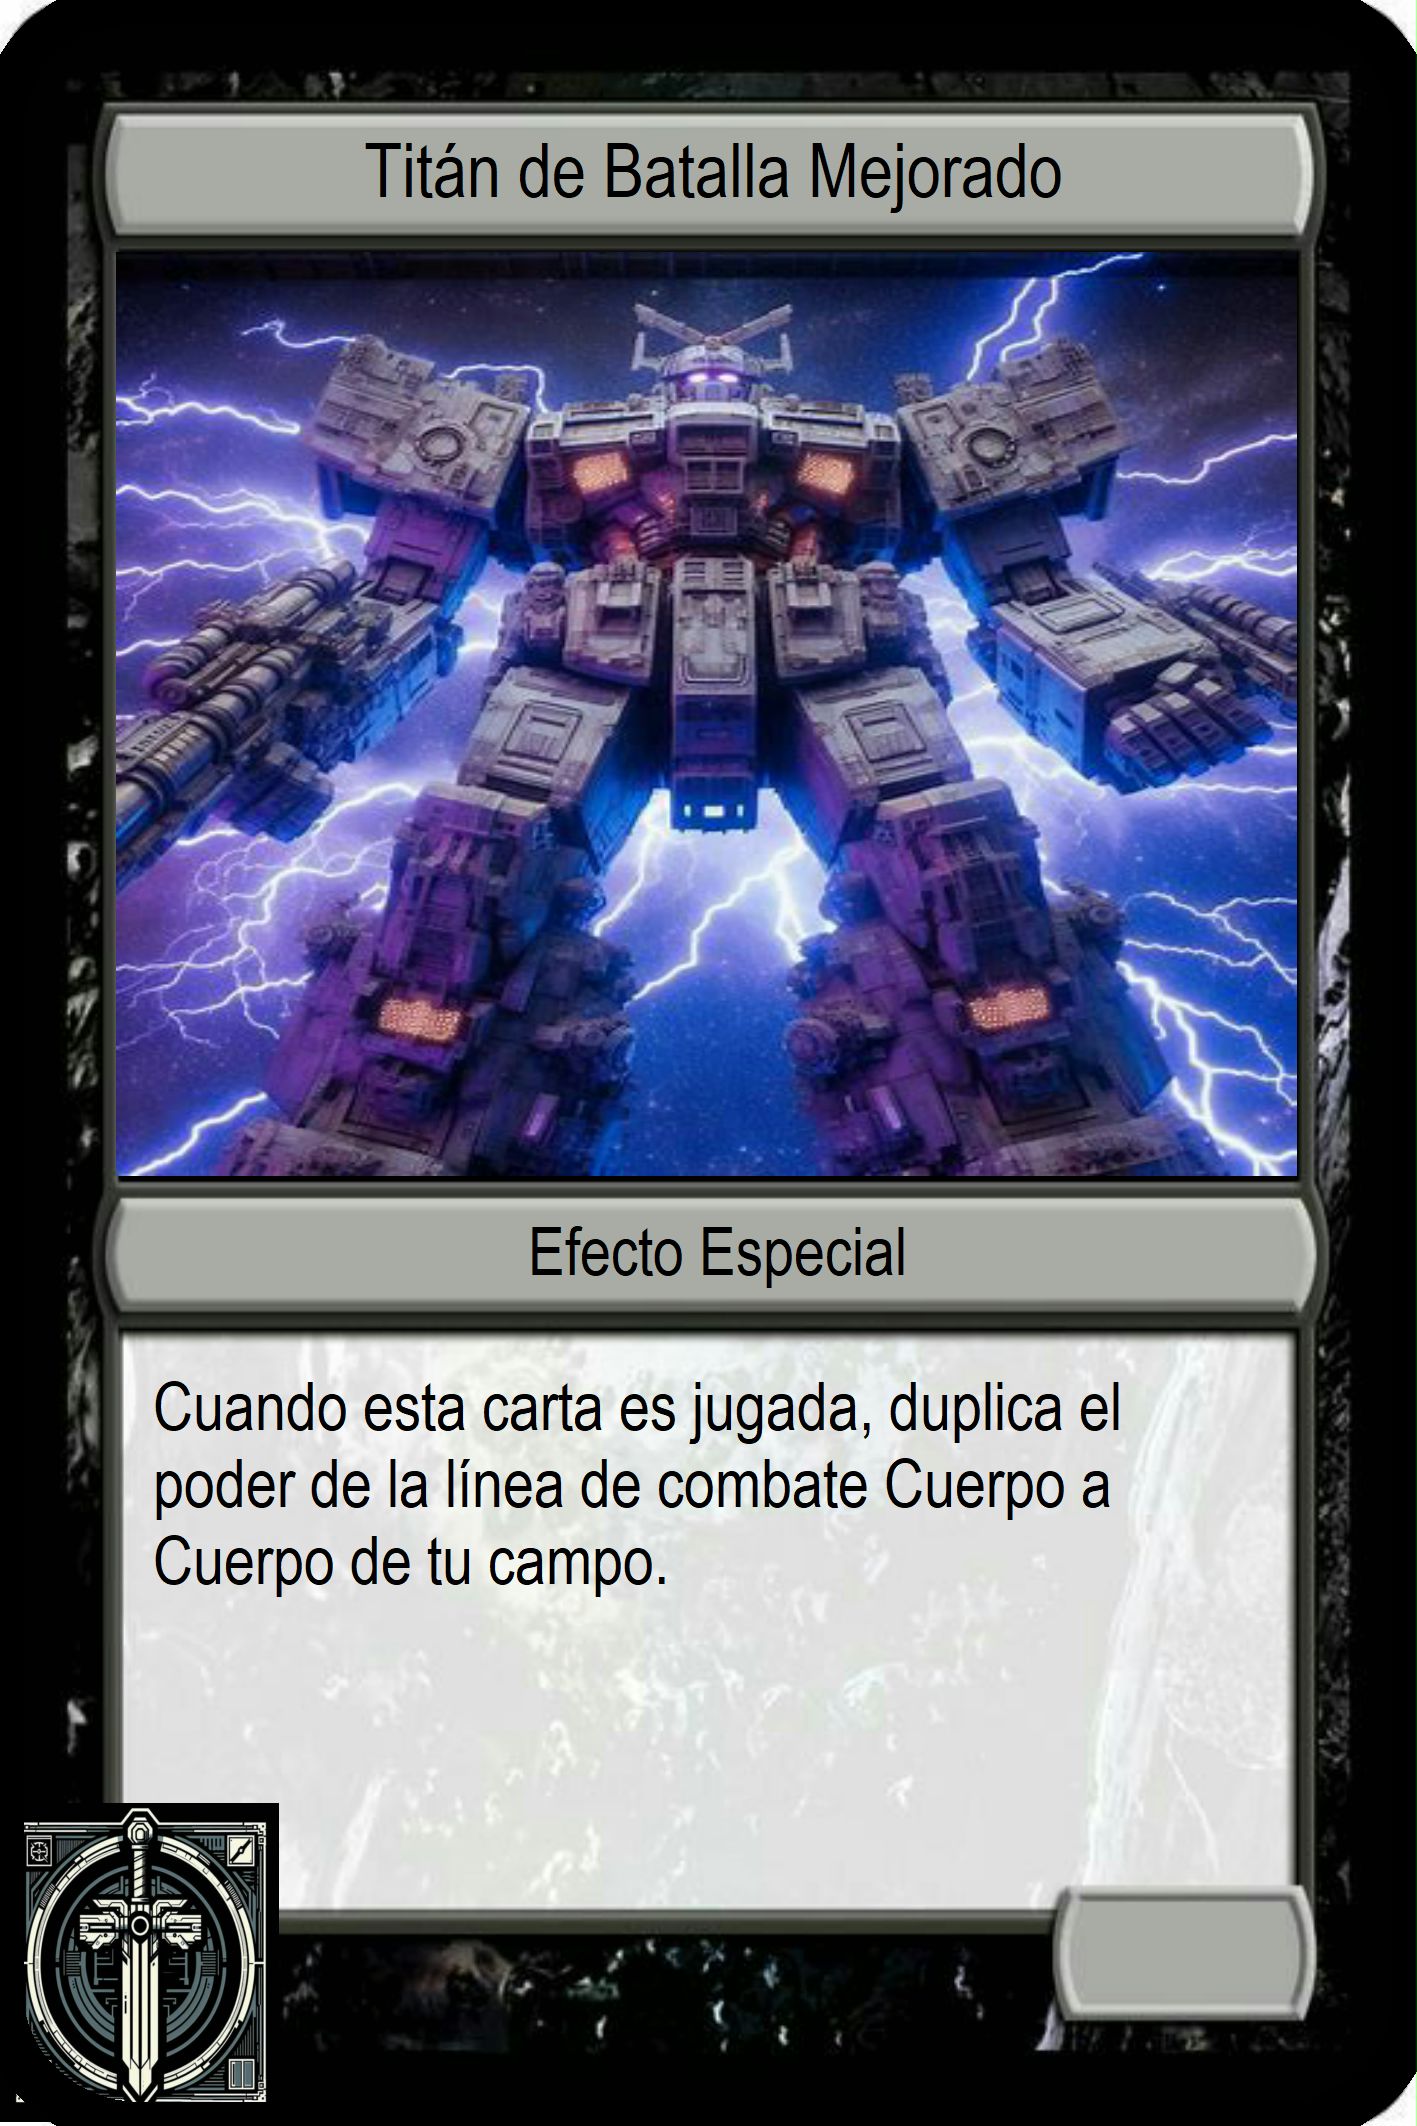 Titán de Batalla Mejorado
Efecto Especial
Cuando esta carta es jugada, duplica el
poder de la línea de combate Cuerpo a
Cuerpo de tu campo.